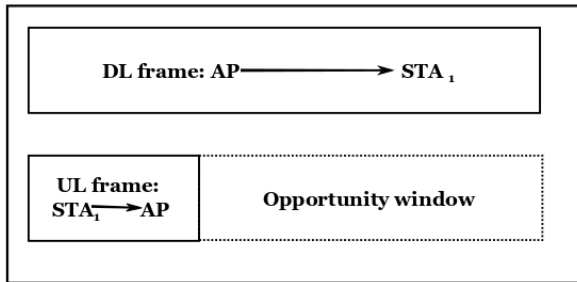 DL frame: AP STA 1
UL frame:
STA1 AP
Opportunity window